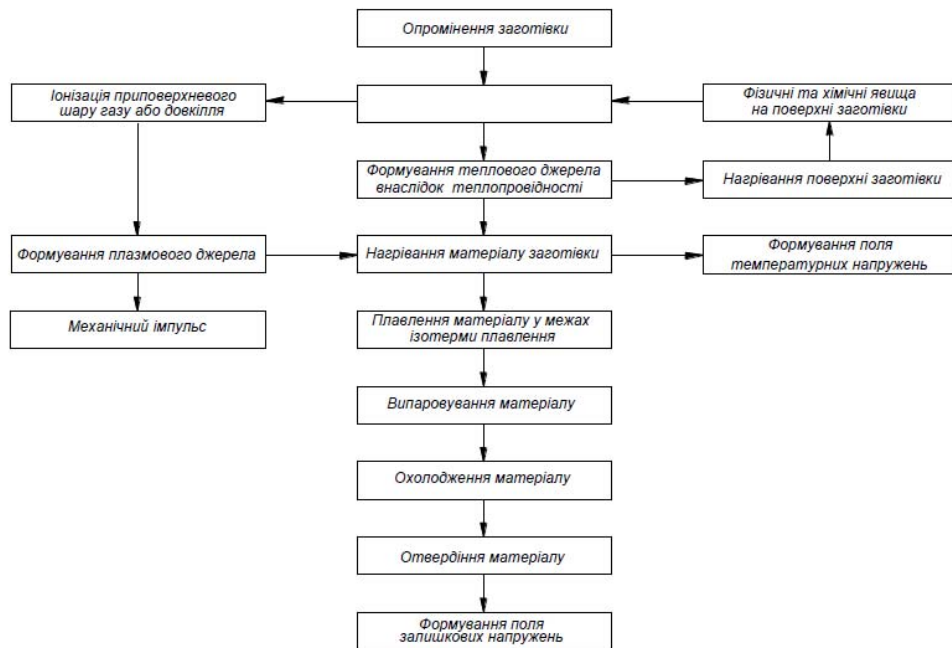 Опромінення заготівки
Іонізація приповерхневого
шару газу або довкілля
Фізичні та хімічні явища
на поверхні заготівки
Формування теплового джерела
внаслідок теплопровідності
Нагрівання поверхні заготівки
Формування плазмового джерела
Нагрівання матеріалу заготівки
Формування поля
температурних напружень
Механічний імпульс
Плавлення матеріалу у межах
ізотерми плавлення
Випаровування матеріалу
Охолодження матеріалу
Отвердіння матеріалу
Формування поля
залишкових напружень